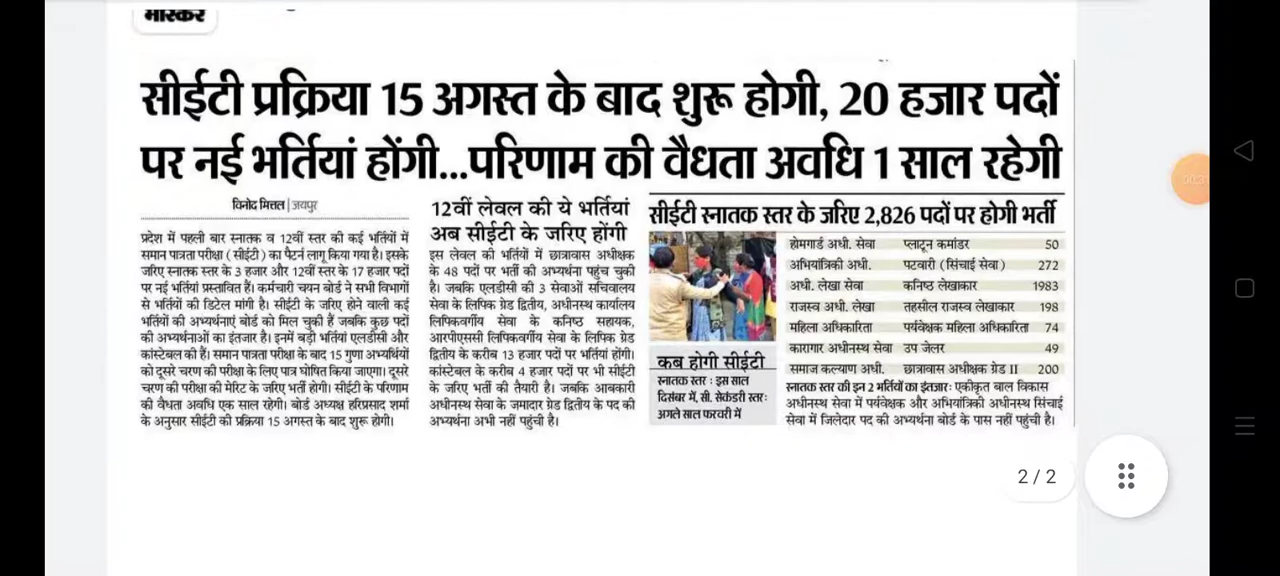 भास्कर
सीईटी प्रक्रिया 15 अगस्त के बाद शुरू होगी, 20 हजार पदों
पर नई भर्तियां होंगी...परिणाम की वैधता अवधि 1 साल रहेगी
विनोद मित्तल | जयपुर
प्रदेश में पहली बार स्नातक व 12वीं स्तर की कई भर्तियों में
समान पात्रता परीक्षा (सीईटी) का पैटर्न लागू किया गया है। इसके
जरिए स्नातक स्तर के 3 हजार और 12वीं स्तर के 17 हजार पदों
पर नई भर्तियां प्रस्तावित हैं। कर्मचारी चयन बोर्ड ने सभी विभागों
से भर्तियों की डिटेल मांगी है। सीईटी के जरिए होने वाली कई
भर्तियों की अभ्यर्थनाएं बोर्ड को मिल चुकी हैं जबकि कुछ पदों
की अभ्यर्थनाओं का इंतजार है। इनमें बड़ी भर्तियां एलडीसी और
कांस्टेबल की हैं। समान पात्रता परीक्षा के बाद 15 गुणा अभ्यर्थियों
को दूसरे चरण की परीक्षा के लिए पात्र घोषित किया जाएगा। दूसरे
चरण की परीक्षा की मेरिट के जरिए भर्ती होगी। सीईटी के परिणाम
की वैधता अवधि एक साल रहेगी। बोर्ड अध्यक्ष हरिप्रसाद शर्मा
के अनुसार सीईटी की प्रक्रिया 15 अगस्त के बाद शुरू होगी।
12वीं लेवल की ये भर्तियां
अब सीईटी के जरिए होंगी
इस लेवल की भर्तियों में छात्रावास अधीक्षक
के 48 पदों पर भर्ती की अभ्यर्थना पहुंच चुकी
है। जबकि एलडीसी की 3 सेवाओं सचिवालय
सेवा के लिपिक ग्रेड द्वितीय, अधीनस्थ कार्यालय
लिपिकवर्गीय सेवा के कनिष्ठ सहायक,
आरपीएससी लिपिकवर्गीय सेवा के लिपिक ग्रेड
द्वितीय के करीब 13 हजार पदों पर भर्तियां होंगी।
कांस्टेबल के करीब 4 हजार पदों पर भी सीईटी
के जरिए भर्ती की तैयारी है। जबकि आबकारी
अधीनस्थ सेवा के जमादार ग्रेड द्वितीय के पद की
अभ्यर्थना अभी नहीं पहुंची है।
सीईटी स्नातक स्तर के जरिए 2,826 पदों पर होगी भर्ती
कब होगी सीईटी
स्नातक स्तर : इस साल
दिसंबर में, सी. सेकंडरी स्तर:
अगले साल फरवरी में
होमगार्ड अधी. सेवा प्लाटून कमांडर 50
अभियांत्रिकी अधी. पटवारी (सिंचाई सेवा) 272
अधी. लेखा सेवा कनिष्ठ लेखाकार 1983
राजस्व अधी. लेखा तहसील राजस्व लेखाकार 198
महिला अधिकारिता पर्यवेक्षक महिला अधिकारिता 74
कारागार अधीनस्थ सेवा उप जेलर 49
समाज कल्याण अधी. छात्रावास अधीक्षक ग्रेड II 200
स्नातक स्तर की इन 2 भर्तियों का इंतजार: एकीकृत बाल विकास
अधीनस्थ सेवा में पर्यवेक्षक और अभियांत्रिकी अधीनस्थ सिंचाई
सेवा में जिलेदार पद की अभ्यर्थना बोर्ड के पास नहीं पहुंची है।
2 / 2